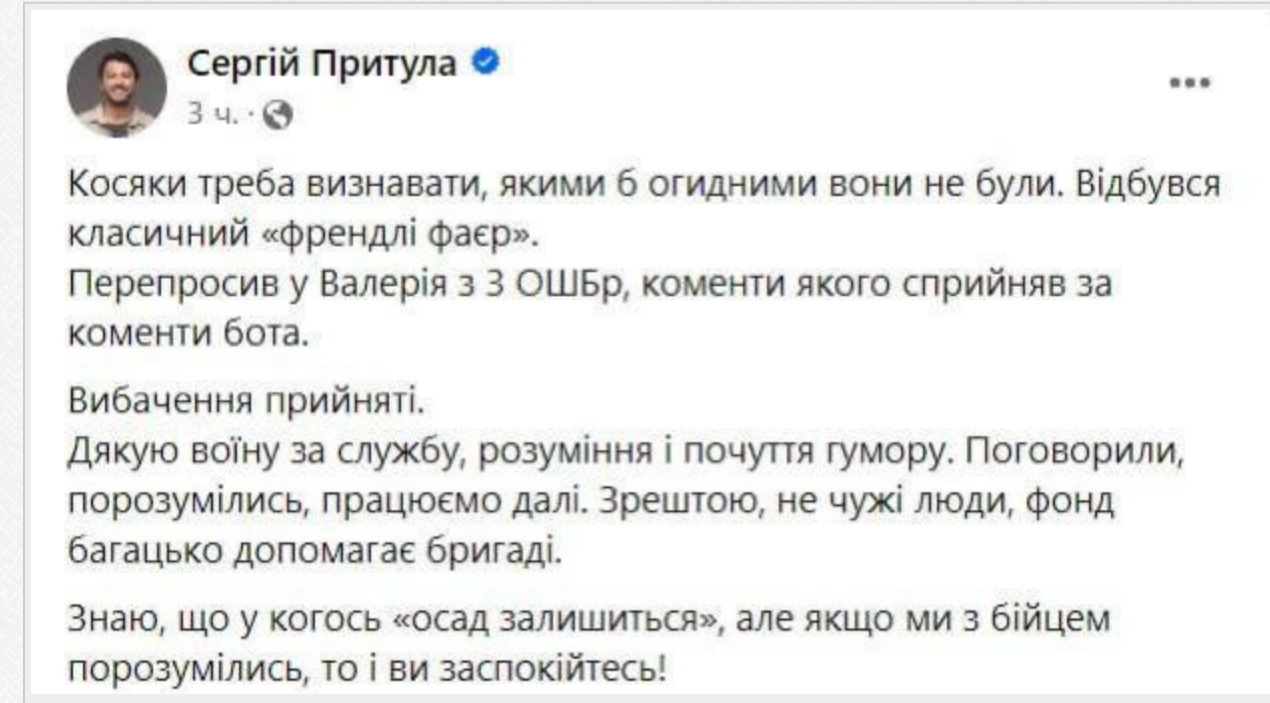 Сергій Притула
3 ч. ·
Косяки треба визнавати, якими б огидними вони не були. Відбувся
класичний «френдлі фаєр».
Перепросив у Валерія з 3 ОШБр, коменти якого сприйняв за
коменти бота.
Вибачення прийняті.
Дякую воїну за службу, розуміння і почуття гумору. Поговорили,
порозумілись, працюємо далі. Зрештою, не чужі люди, фонд
багацько допомагає бригаді.
Знаю, що у когось «осад залишиться», але якщо ми з бійцем
порозумілись, то і ви заспокійтесь!